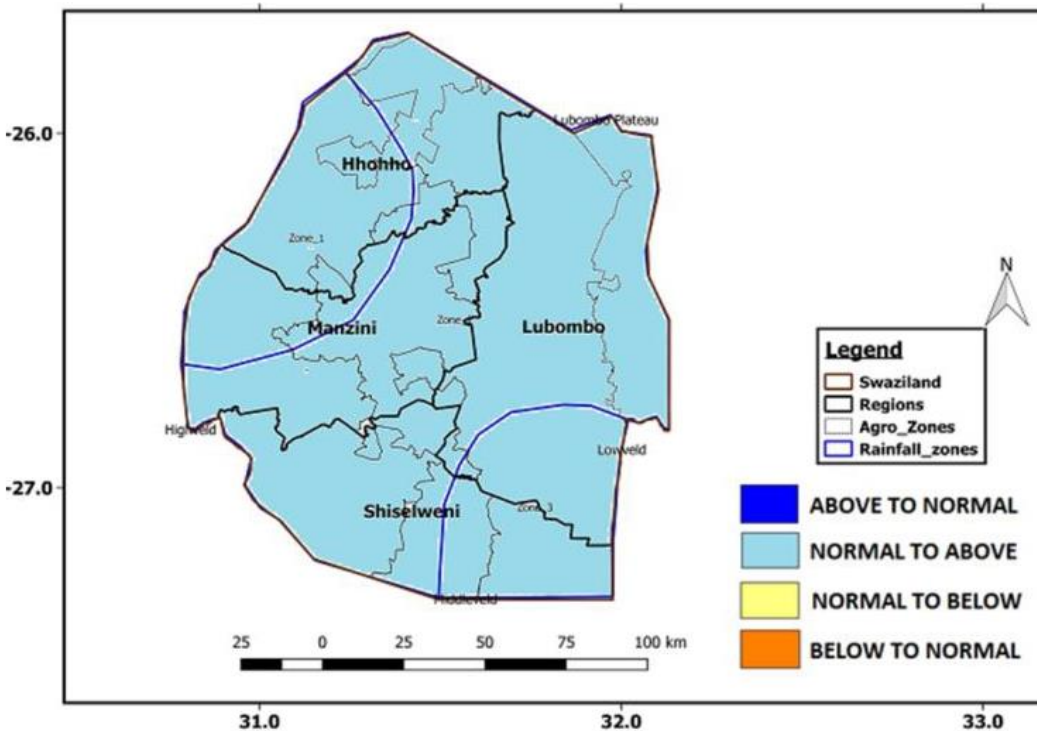 -26.0
-27.0
31.0
32.0
33.0
Lubombo Plateau
Hhohho
Zone_1
Manzini
Zone_
Lubombo
Highveld
Lowveld
Shiselweni
Zone_3
Middleveld
N
Legend
Swaziland
Regions
Agro_Zones
Rainfall_zones
ABOVE TO NORMAL
NORMAL TO ABOVE
NORMAL TO BELOW
BELOW TO NORMAL
25 0 25 50 75 100 km